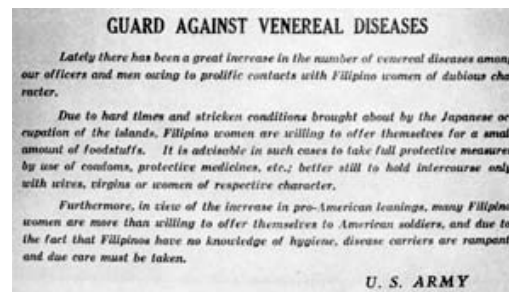 GUARD AGAINST VENEREAL DISEASES
Lately there has been a great increase in the number of venereal diseases among
our officers and men owing to prolific contacts with Filipino women of dubious cha
racter.
Due to hard times and stricken conditions brought about by the Japanese oc
cupation of the islands, Filipino women are willing to offer themselves for a small
amount of foodstuffs. It is advisable in such cases to take full protective measures
by use of condoms, protective medicines, etc.; better still to hold intercourse only
with wives, virgins or women of respective character.
Furthermore, in view of the increase in pro-American leanings, many Filipino
women are more than willing to offer themselves to American soldiers, and due to
the fact that Filipinos have no knowledge of hygiene, disease carriers are rampant
and due care must be taken.
U. S. ARMY